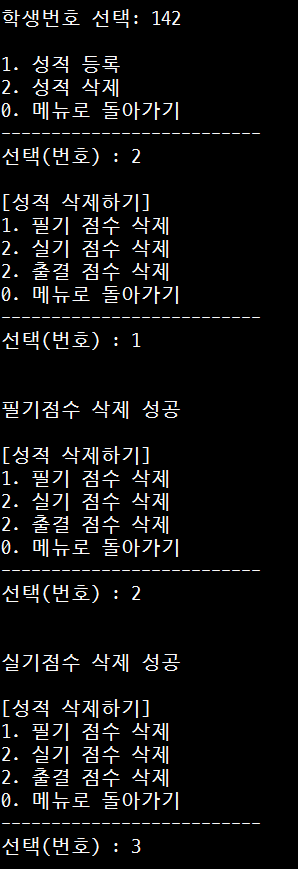 학생번호 선택: 142
1. 성적 등록
2. 성적 삭제
0. 메뉴로 돌아가기
--------------------------
선택(번호) : 2
[성적 삭제하기]
1. 필기 점수 삭제
2. 실기 점수 삭제
2. 출결 점수 삭제
0. 메뉴로 돌아가기
--------------------------
선택(번호) : 1
필기점수 삭제 성공
[성적 삭제하기]
1. 필기 점수 삭제
2. 실기 점수 삭제
2. 출결 점수 삭제
0. 메뉴로 돌아가기
--------------------------
선택(번호) : 2
실기점수 삭제 성공
[성적 삭제하기]
1. 필기 점수 삭제
2. 실기 점수 삭제
2. 출결 점수 삭제
0. 메뉴로 돌아가기
--------------------------
선택(번호) : 3